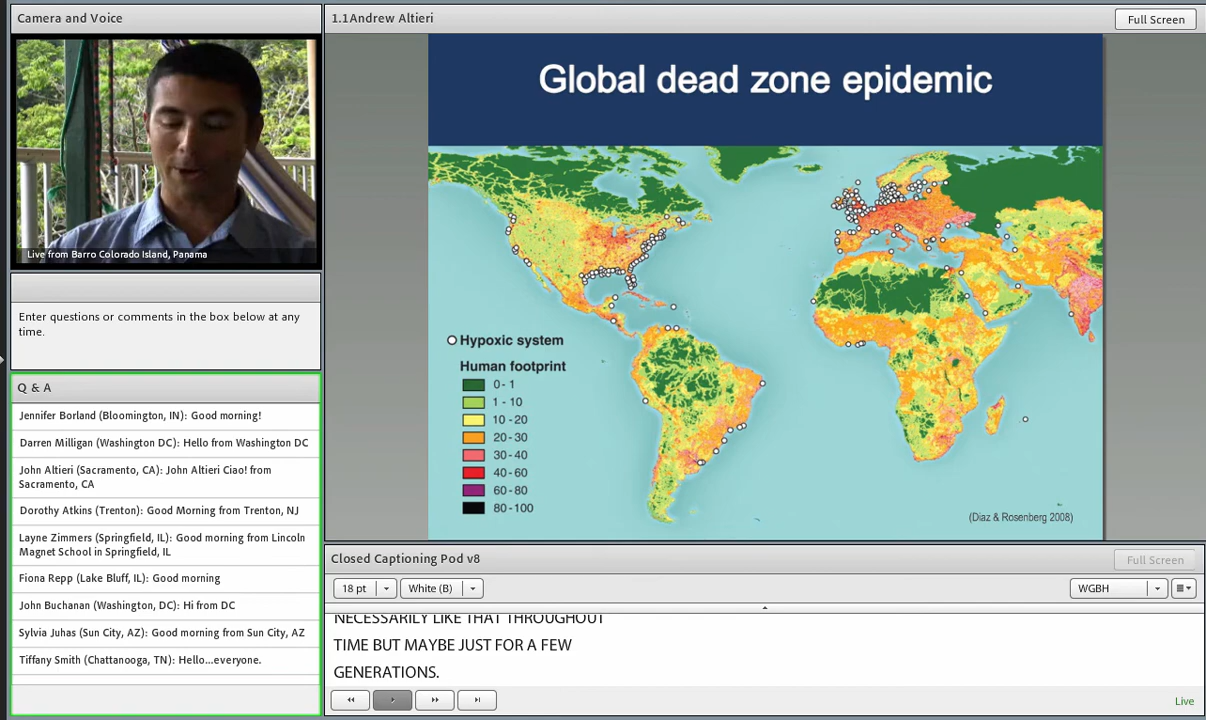 Camera and Voice
Live from Barro Colorado Island, Panama
Enter questions or comments in the box below at any
time.
Q & A
Jennifer Borland (Bloomington, IN): Good morning!
Darren Milligan (Washington DC): Hello from Washington DC
John Altieri (Sacramento, CA): John Altieri Ciao! from
Sacramento, CA
Dorothy Atkins (Trenton): Good Morning from Trenton, NJ
Layne Zimmers (Springfield, IL): Good morning from Lincoln
Magnet School in Springfield, IL
Fiona Repp (Lake Bluff, IL): Good morning
John Buchanan (Washington, DC): Hi from DC
Sylvia Juhas (Sun City, AZ): Good morning from Sun City, AZ
Tiffany Smith (Chattanooga, TN): Hello...everyone.
1.1Andrew Altieri
Full Screen
Global dead zone epidemic
Hypoxic system
Human footprint
0 - 1
1 - 10
10 - 20
20 - 30
30 - 40
40 - 60
60 - 80
80 - 100
(Diaz & Rosenberg 2008)
Closed Captioning Pod v8
Full Screen
18 pt
White (B)
WGBH
NECESSARILY LIKE THAT THROUGHOUT
TIME BUT MAYBE JUST FOR A FEW
GENERATIONS.
Live